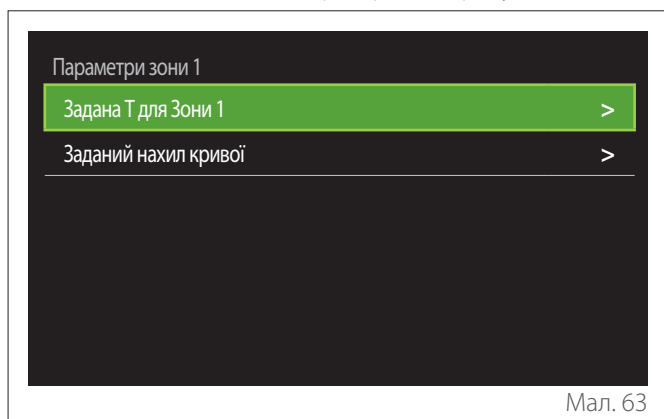 Параметри зони 1
Задана Т для Зони 1 >
Заданий нахил кривої >
Мал. 63